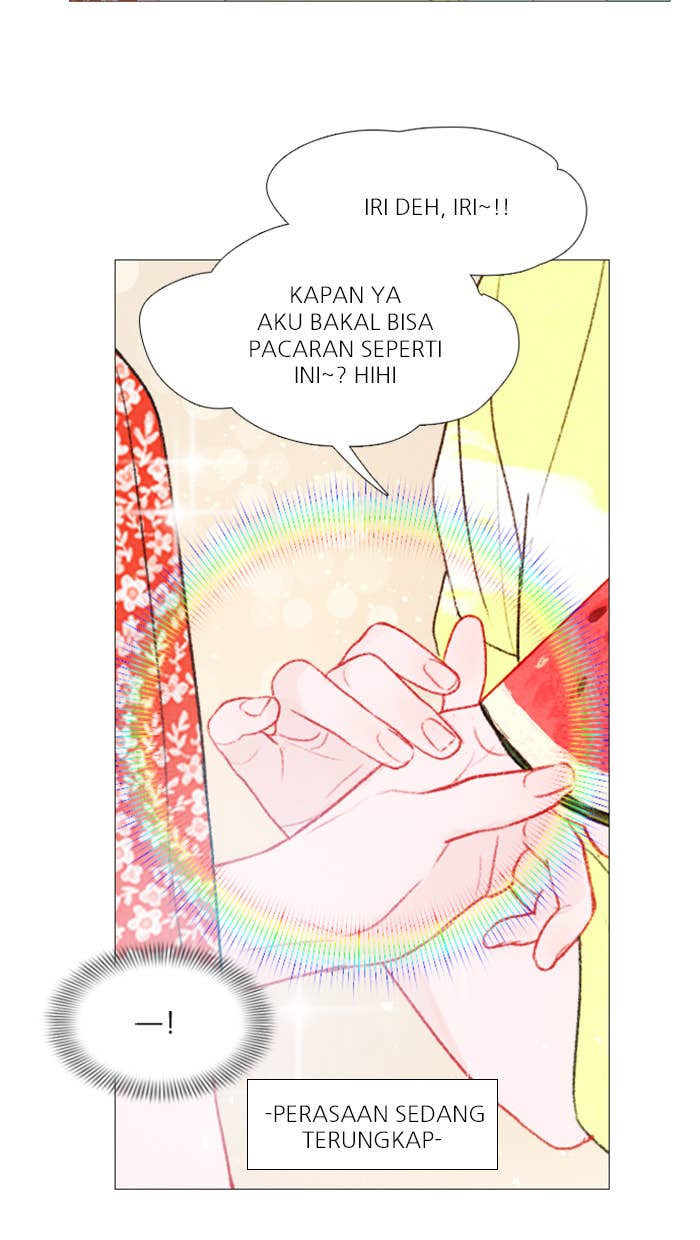 IRI DEH, IRI~!!
KAPAN YA
AKU BAKAL BISA
PACARAN SEPERTI
INI~? HIHI
—!
-PERASAAN SEDANG
TERUNGKAP-